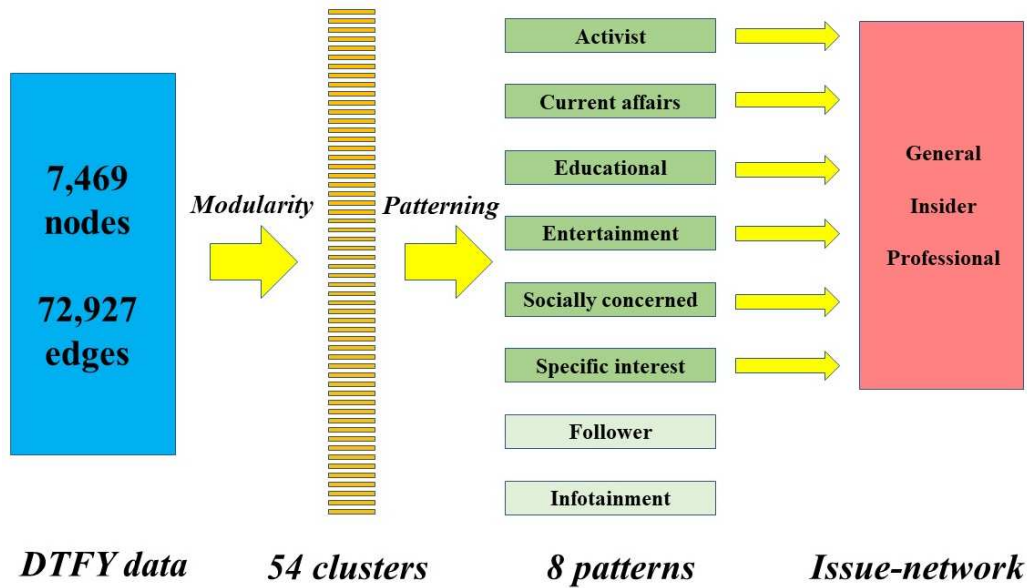 7,469
nodes
72,927
edges
Modularity
Patterning
Activist
Current affairs
Educational
Entertainment
Socially concerned
Specific interest
Follower
Infotainment
General
Insider
Professional
DTFY data
54 clusters
8 patterns
Issue-network